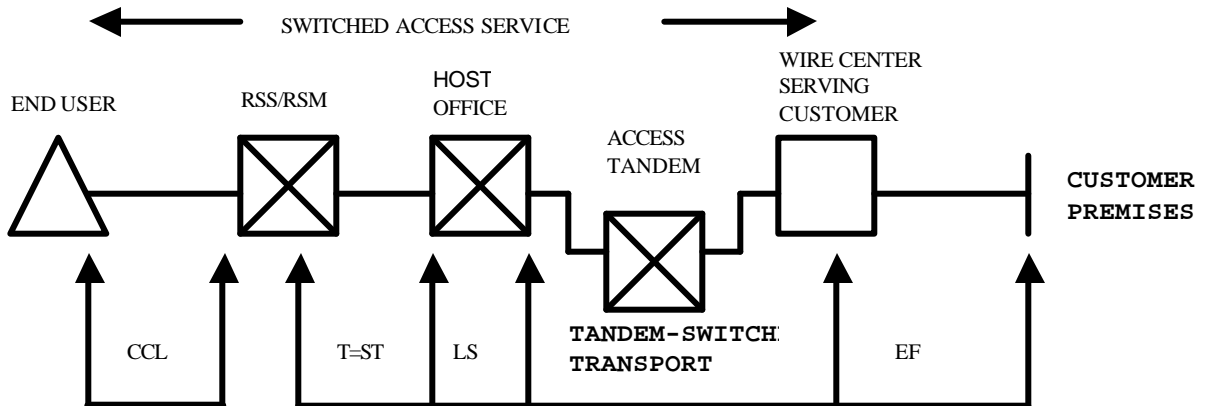 SWITCHED ACCESS SERVICE
WIRE CENTER
SERVING
CUSTOMER
HOST
OFFICE
RSS/RSM
END USER
ACCESS
TANDEM
CUSTOMER
PREMISES
TANDEM-SWITCH
TRANSPORT
CCL
T=ST
LS
EF